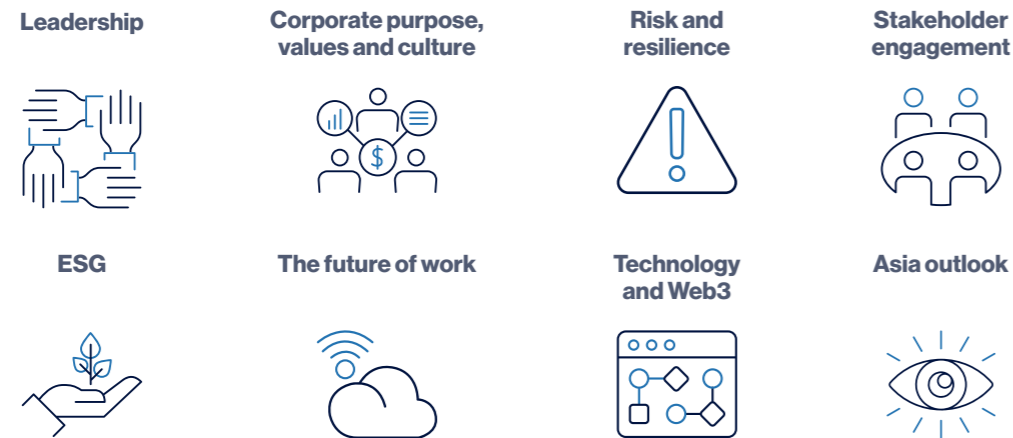 Leadership
Corporate purpose,
values and culture
Risk and
resilience
Stakeholder
engagement
$
ESG
The future of work
Technology
and Web3
Asia outlook